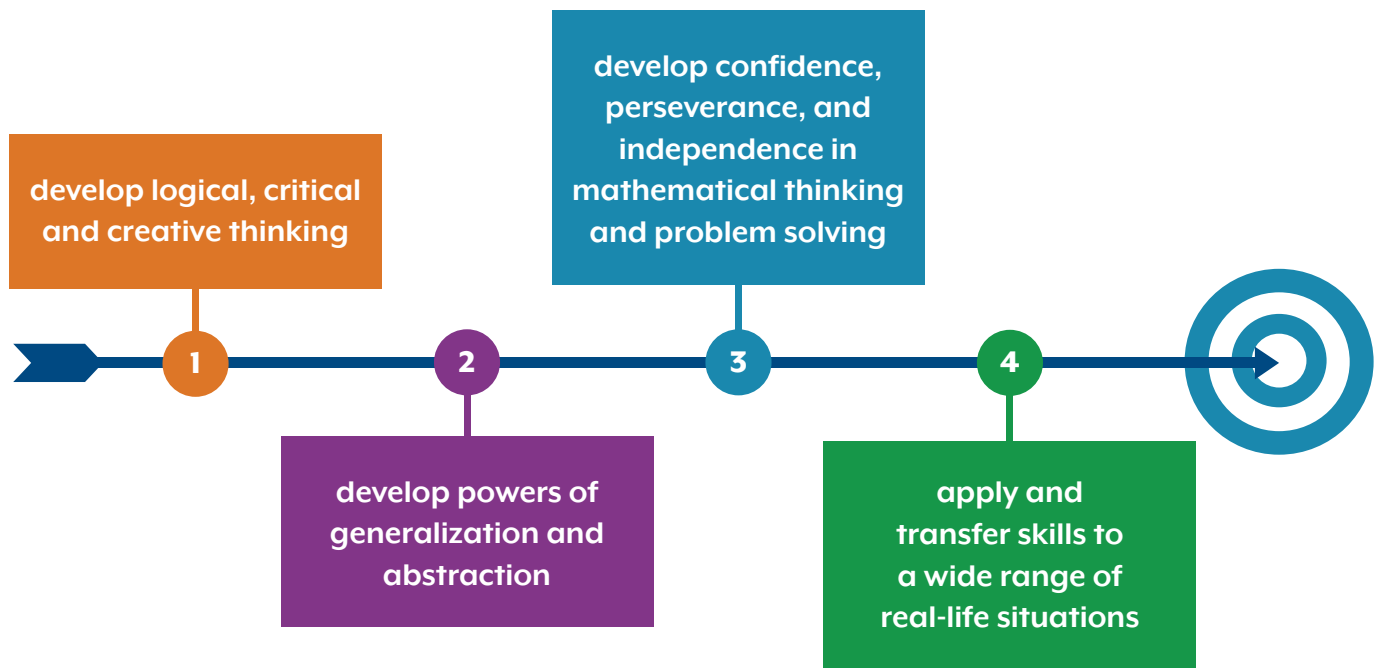 1
develop logical, critical
and creative thinking
2
develop powers of
generalization and
abstraction
3
develop confidence,
perseverance, and
independence in
mathematical thinking
and problem solving
4
apply and
transfer skills to
a wide range of
real-life situations